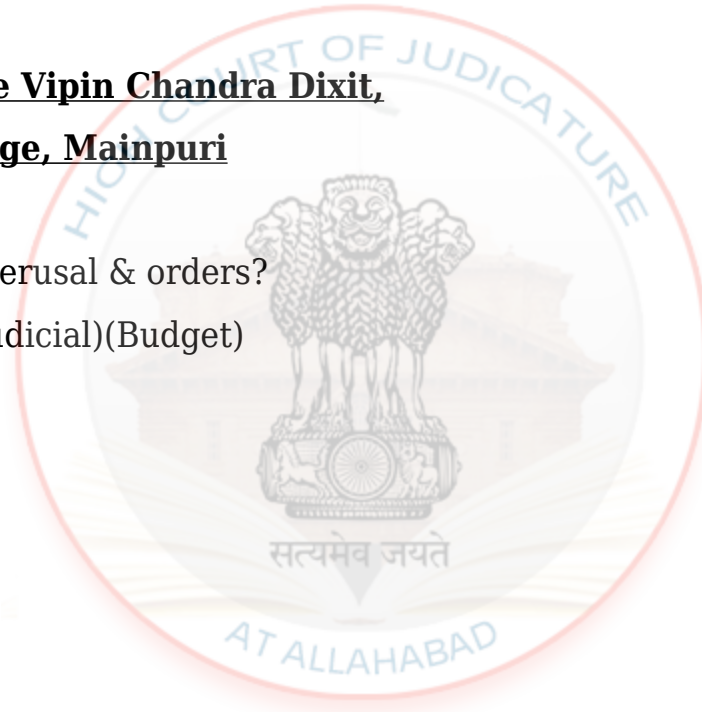 e Vipin Chandra Dixit,
ge, Mainpuri
erusal & orders?
dicial)(Budget)
HIGH COURT OF JUDICATURE
सत्यमेव जयते
AT ALLAHABAD